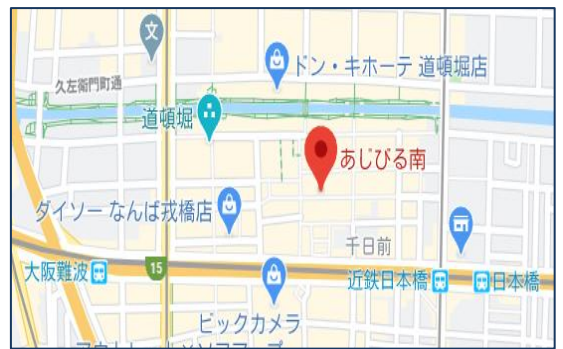 文
ドン・キホーテ 道頓堀店
久左衛門町通
道頓堀
あじびる南
ダイソー なんば戎橋店
千日前
大阪難波
15
近鉄日本橋
日本橋
ビックカメラ